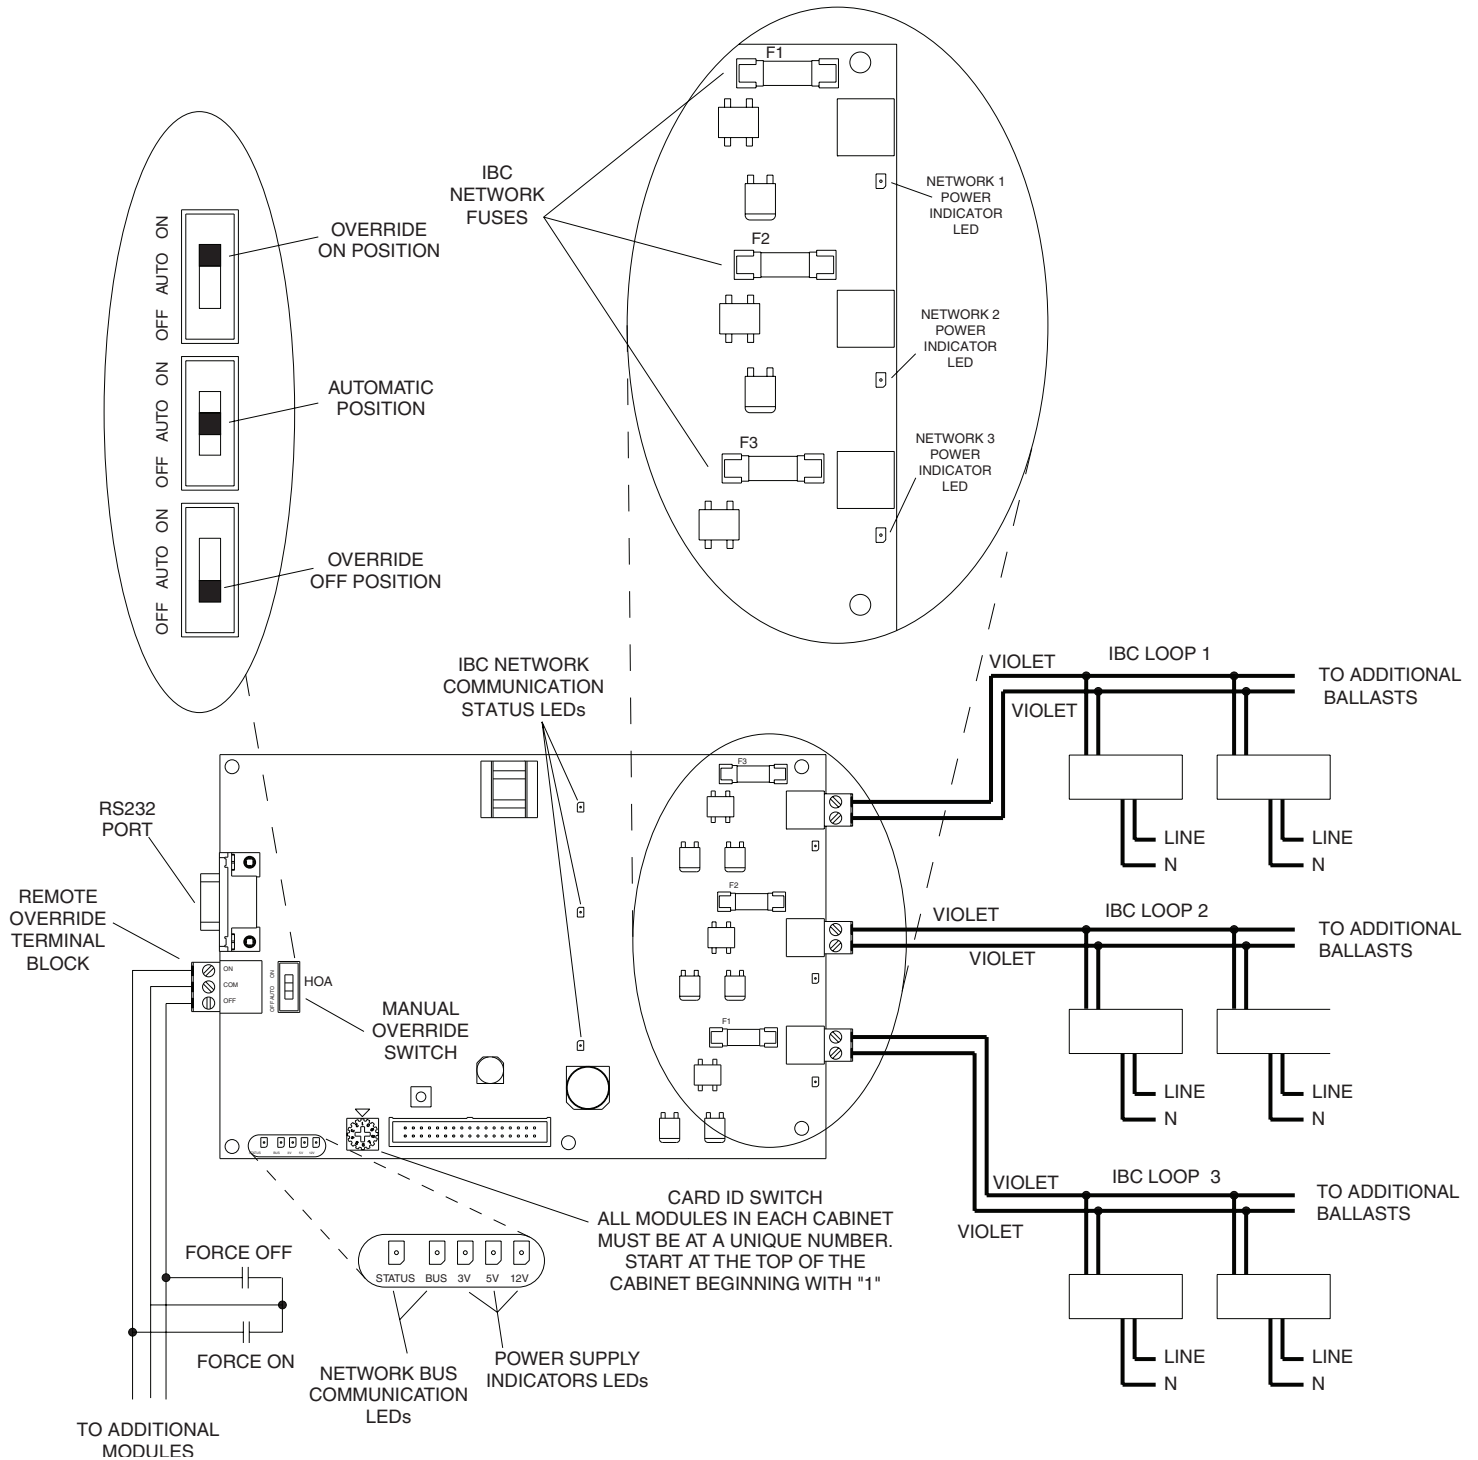 F1
IBC
NETWORK
FUSES
NETWORK 1
POWER
INDICATOR
LED
OFF AUTO ON
OVERRIDE
ON POSITION
F2
NETWORK 2
POWER
INDICATOR
LED
OFF AUTO ON
AUTOMATIC
POSITION
F3
NETWORK 3
POWER
INDICATOR
LED
OFF AUTO ON
OVERRIDE
OFF POSITION
IBC NETWORK
COMMUNICATION
STATUS LEDs
VIOLET
IBC LOOP 1
TO ADDITIONAL
BALLASTS
VIOLET
LINE
N
LINE
N
F3
RS232
PORT
REMOTE
OVERRIDE
TERMINAL
BLOCK
F2
VIOLET
IBC LOOP 2
TO ADDITIONAL
BALLASTS
VIOLET
LINE
N
LINE
N
ON
COM
OFF
OFF AUTO ON
HOA
MANUAL
OVERRIDE
SWITCH
F1
VIOLET
IBC LOOP 3
TO ADDITIONAL
BALLASTS
VIOLET
LINE
N
LINE
N
CARD ID SWITCH
ALL MODULES IN EACH CABINET
MUST BE AT A UNIQUE NUMBER.
START AT THE TOP OF THE
CABINET BEGINNING WITH "1"
STATUS BUS 3V 5V 12V
FORCE OFF
FORCE ON
NETWORK BUS
COMMUNICATION
LEDs
POWER SUPPLY
INDICATORS LEDs
TO ADDITIONAL
MODULES